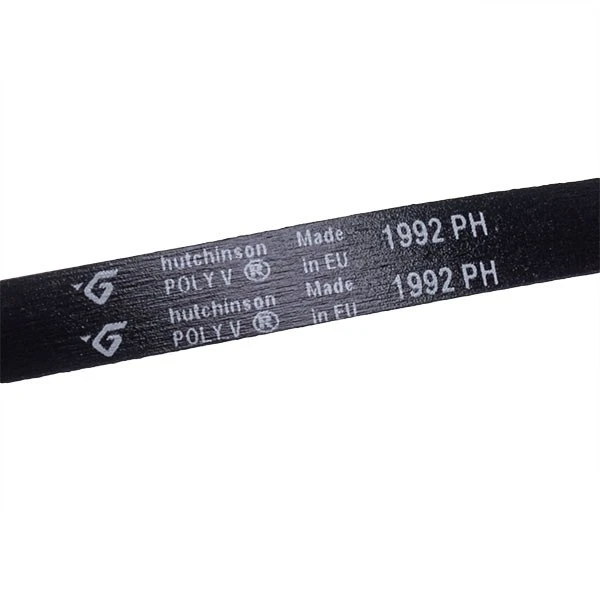 hutchinson Made 1992 PH
POLY.V ® in EU
hutchinson Made 1992 PH
POLY.V ® in EU